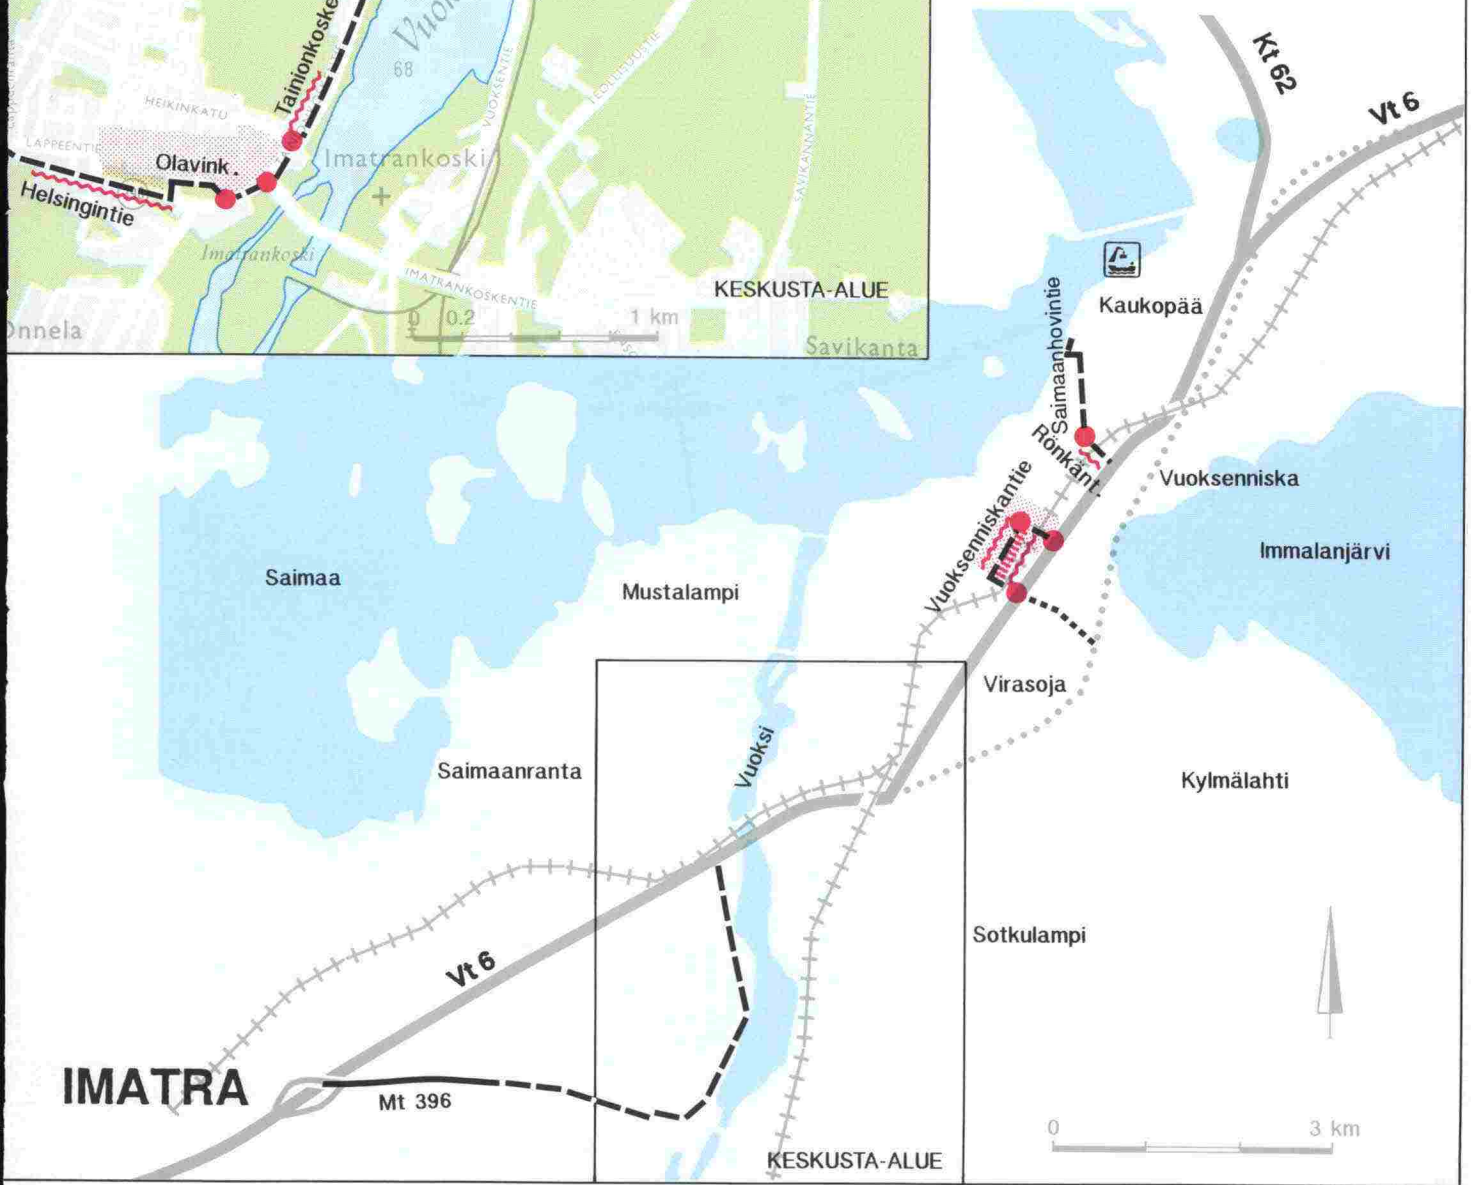 Tainionkoske
Vuok
68
HEIKINKATU
LAPPEENTIE
Olavink.
Helsingintie
Imatrankoski
Imatrankoski
VUOKSENTIE
TEOLLISUUSTIE
SAVIKANNANTIE
IMATRANKOSKENTIE
KESKUSTA-ALUE
0 0.2 1 km
Onnela
Savikanta
Kt 62
Vt 6
Kaukopää
Saimaanhovintie
Rönkänt.
Vuoksenniskantie
Vuoksenniska
Immalanjärvi
Saimaa
Mustalampi
Virasoja
Vuoksi
Saimaanranta
Kylmälahti
Sotkulampi
Vt 6
IMATRA
Mt 396
0 3 km
KESKUSTA-ALUE